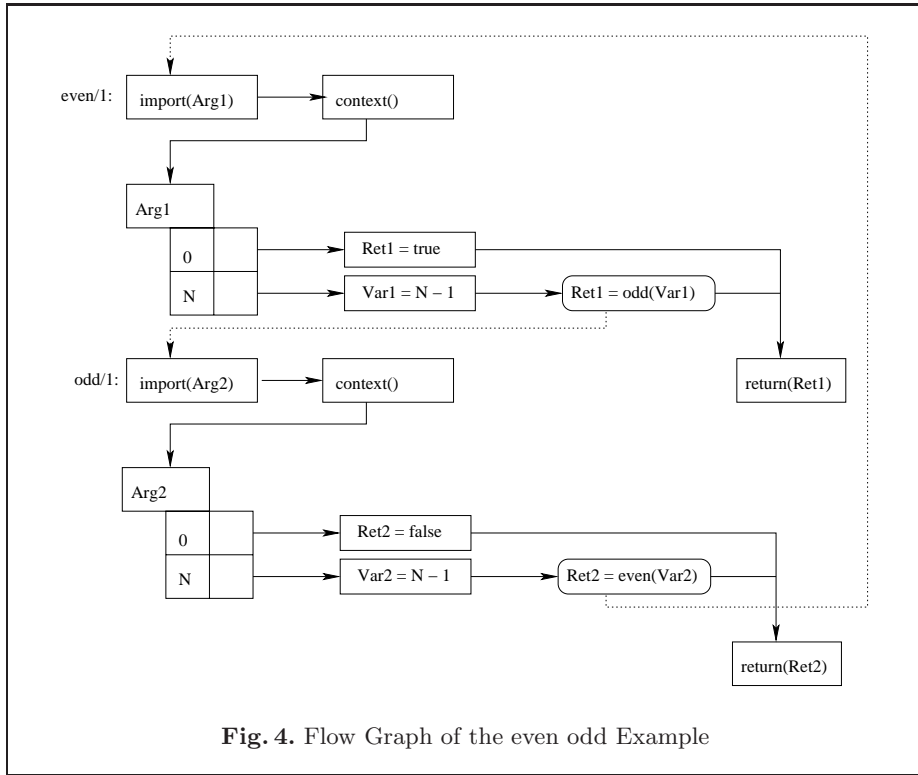 even/1: import(Arg1) context()
Arg1
0 Ret1 = true
N Var1 = N − 1 Ret1 = odd(Var1)
odd/1: import(Arg2) context() return(Ret1)
Arg2
0 Ret2 = false
N Var2 = N − 1 Ret2 = even(Var2)
return(Ret2)
Fig. 4. Flow Graph of the even odd Example